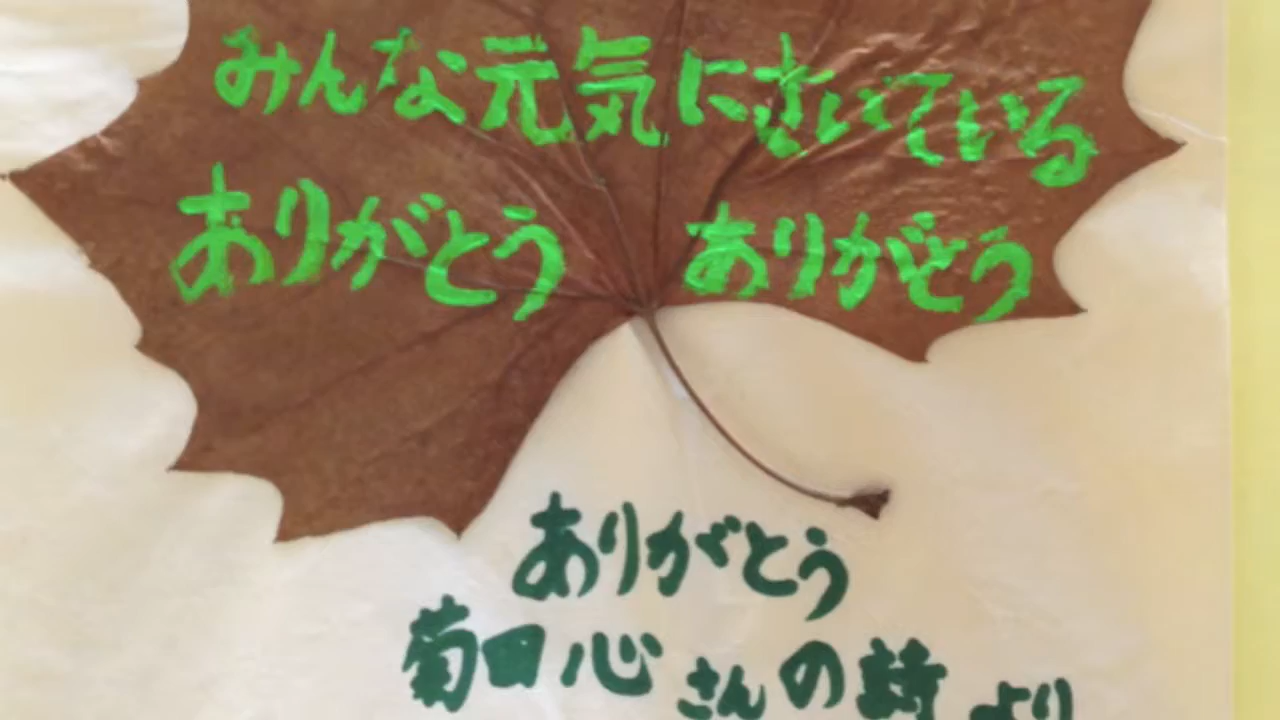 みんな元気にさいている
ありがとう ありがとう
ありがとう
菊田心さんの詩より